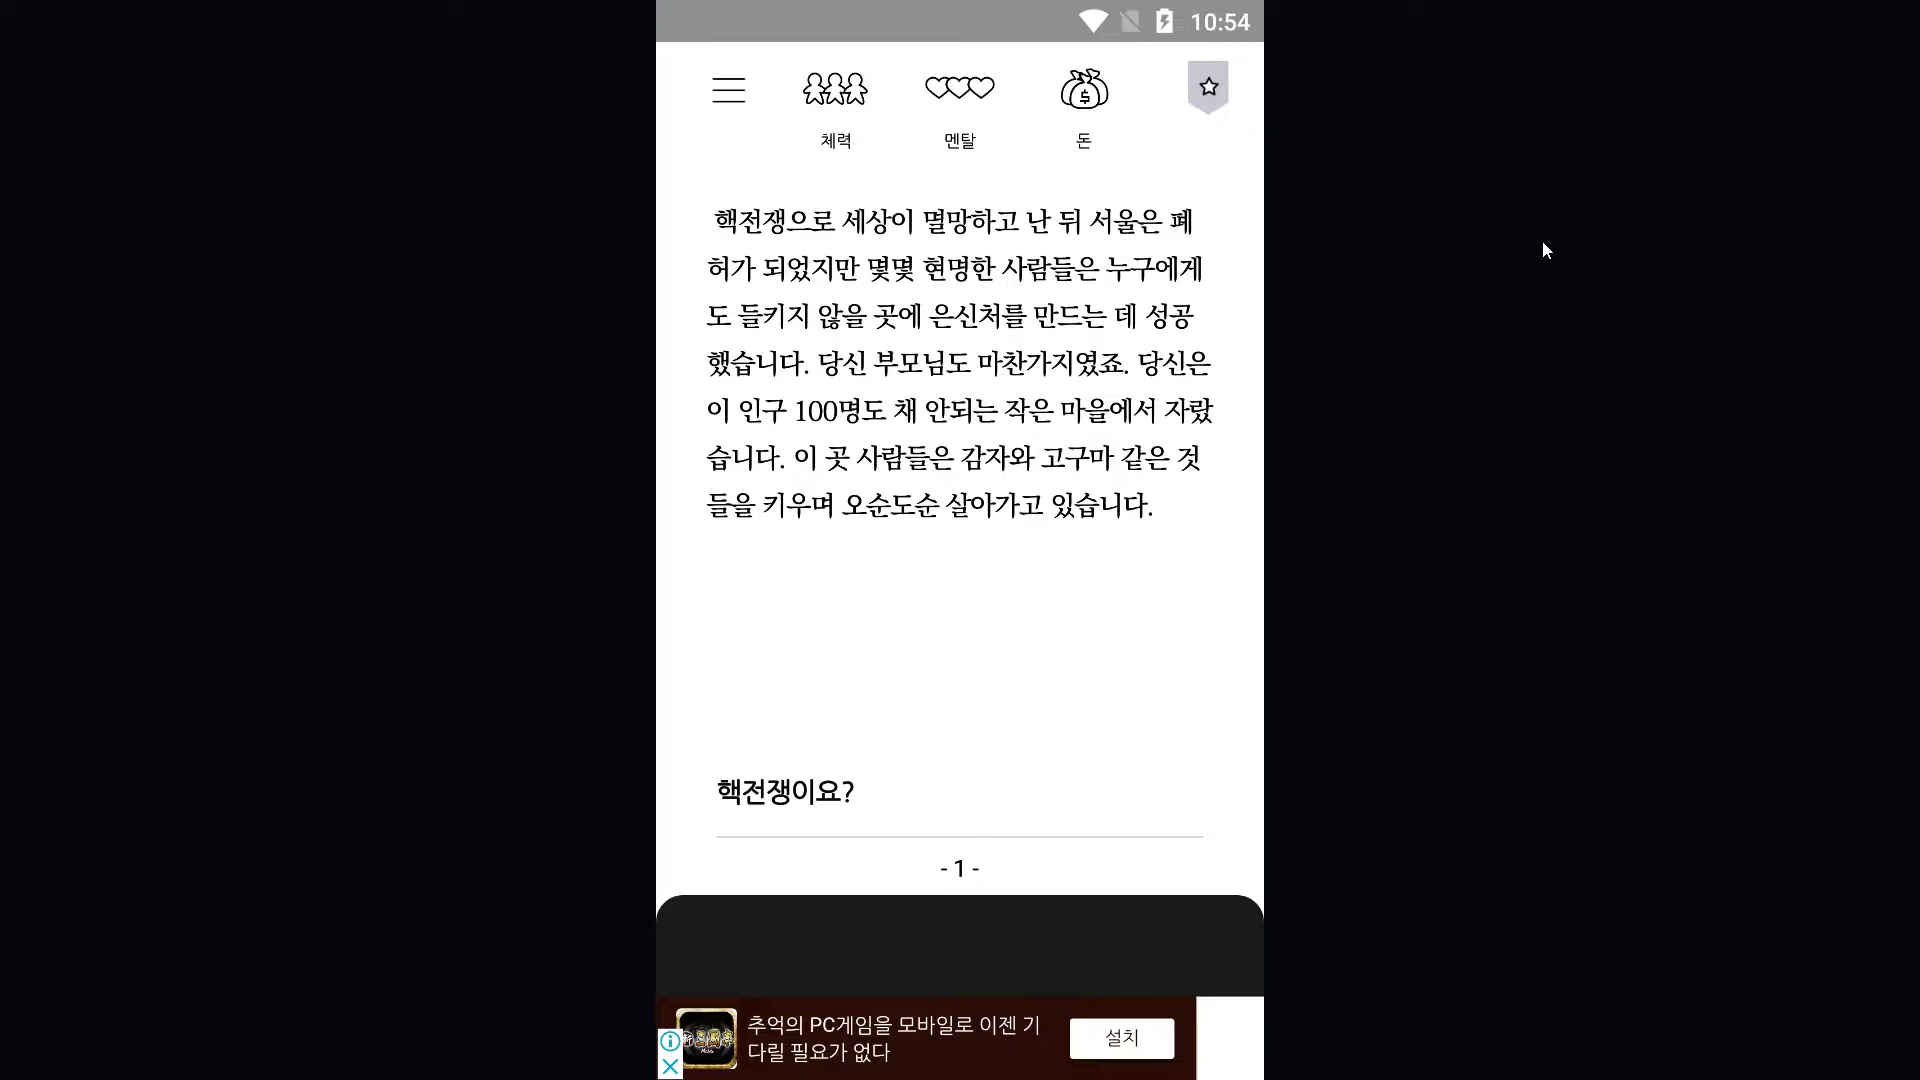 10:54
체력 멘탈 돈
핵전쟁으로 세상이 멸망하고 난 뒤 서울은 폐
허가 되었지만 몇몇 현명한 사람들은 누구에게
도 들키지 않을 곳에 은신처를 만드는 데 성공
했습니다. 당신 부모님도 마찬가지였죠. 당신은
이 인구 100명도 채 안되는 작은 마을에서 자랐
습니다. 이 곳 사람들은 감자와 고구마 같은 것
들을 키우며 오순도순 살아가고 있습니다.
핵전쟁이요?
- 1 -
추억의 PC게임을 모바일로 이젠 기
다릴 필요가 없다
설치